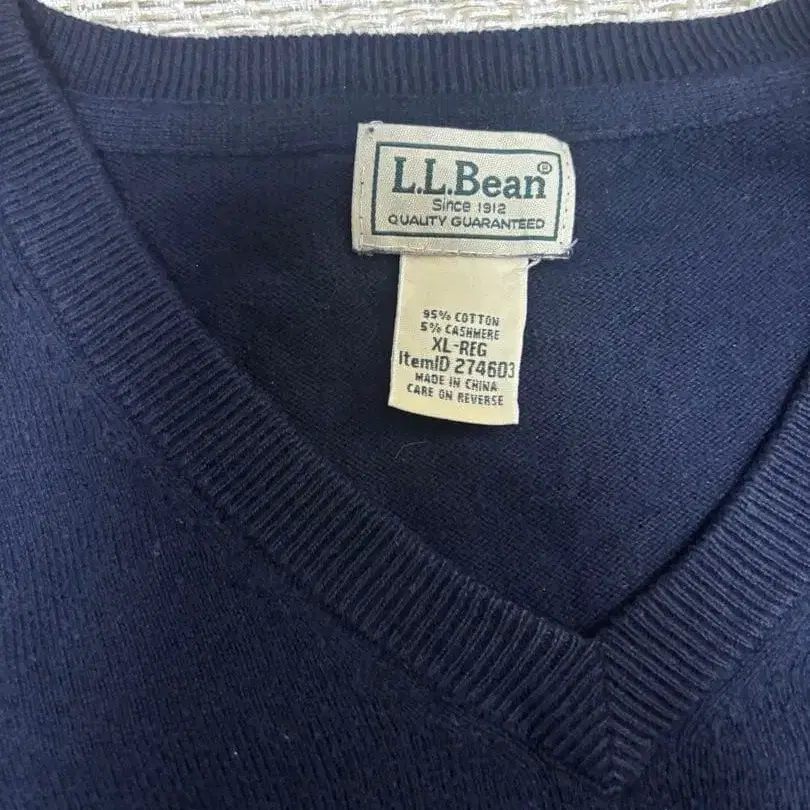 L.L.Bean®
Since 1912
QUALITY GUARANTEED
95% COTTON
5% CASHMERE
XL-REG
ItemID 274603
MADE IN CHINA
CARE ON REVERSE